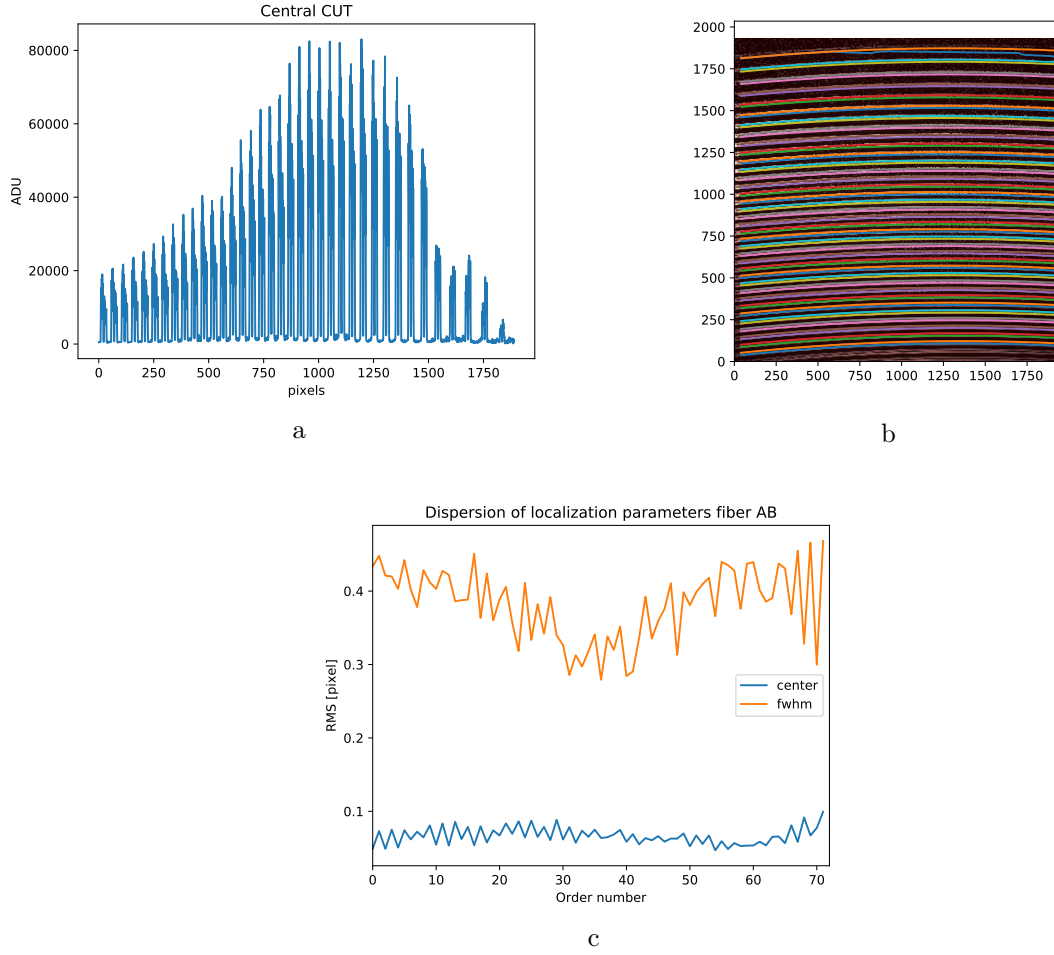 Central CUT
80000
60000
40000
20000
0
ADU
0 250 500 750 1000 1250 1500 1750
pixels
a
2000
1750
1500
1250
1000
750
500
250
0
0 250 500 750 1000 1250 1500 1750
b
Dispersion of localization parameters fiber AB
0.4
0.3
0.2
0.1
RMS [pixel]
center
fwhm
0 10 20 30 40 50 60 70
Order number
c